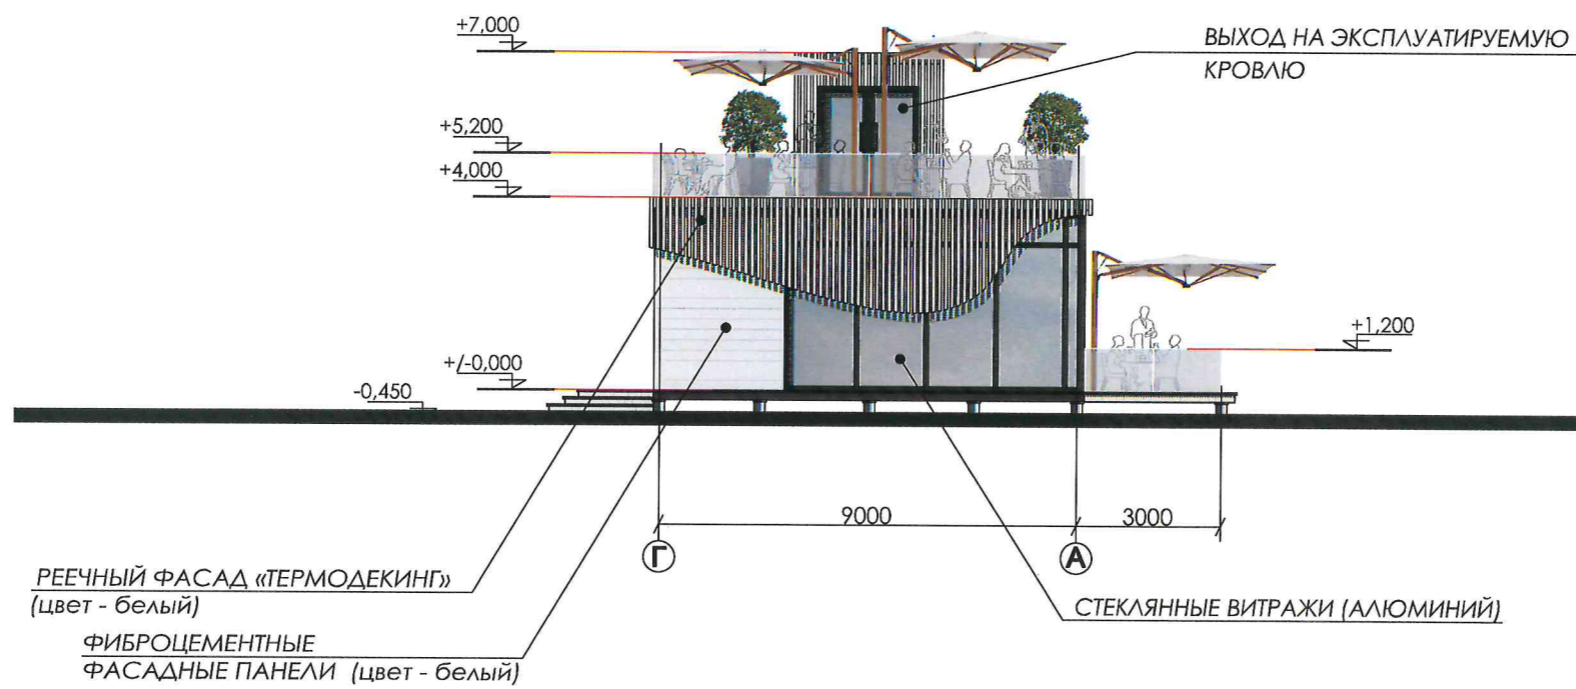 +7,000
ВЫХОД НА ЭКСПЛУАТИРУЕМУЮ
КРОВЛЮ
+5,200
+4,000
+1,200
+/-0,000
-0,450
9000
3000
Г
А
РЕЕЧНЫЙ ФАСАД «ТЕРМОДЕКИНГ»
(цвет - белый)
СТЕКЛЯННЫЕ ВИТРАЖИ (АЛЮМИНИЙ)
ФИБРОЦЕМЕНТНЫЕ
ФАСАДНЫЕ ПАНЕЛИ (цвет - белый)